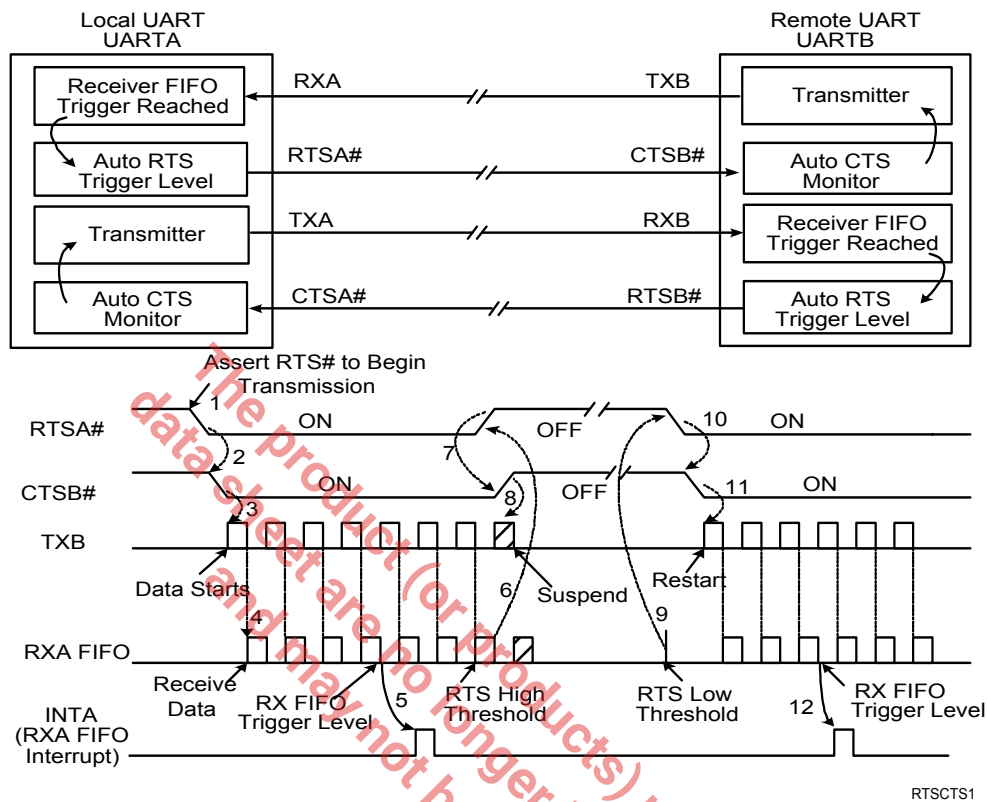 Local UART
UARTA
Remote UART
UARTB
Receiver FIFO
Trigger Reached
RXA
TXB
Transmitter
Auto RTS
Trigger Level
RTSA#
CTSB#
Auto CTS
Monitor
Transmitter
TXA
RXB
Receiver FIFO
Trigger Reached
Auto CTS
Monitor
CTSA#
RTSB#
Auto RTS
Trigger Level
Assert RTS# to Begin
Transmission
RTSA#
1
ON
7
OFF
10
ON
2
CTSB#
ON
8
OFF
11
ON
3
TXB
Data Starts
6
Suspend
Restart
4
9
RXA FIFO
Receive
Data
RX FIFO
Trigger Level
5
RTS High
Threshold
RTS Low
Threshold
12
RX FIFO
Trigger Level
INTA
(RXA FIFO
Interrupt)
RTSCTS1
The product (or products)
data sheet are no longer
and may not b